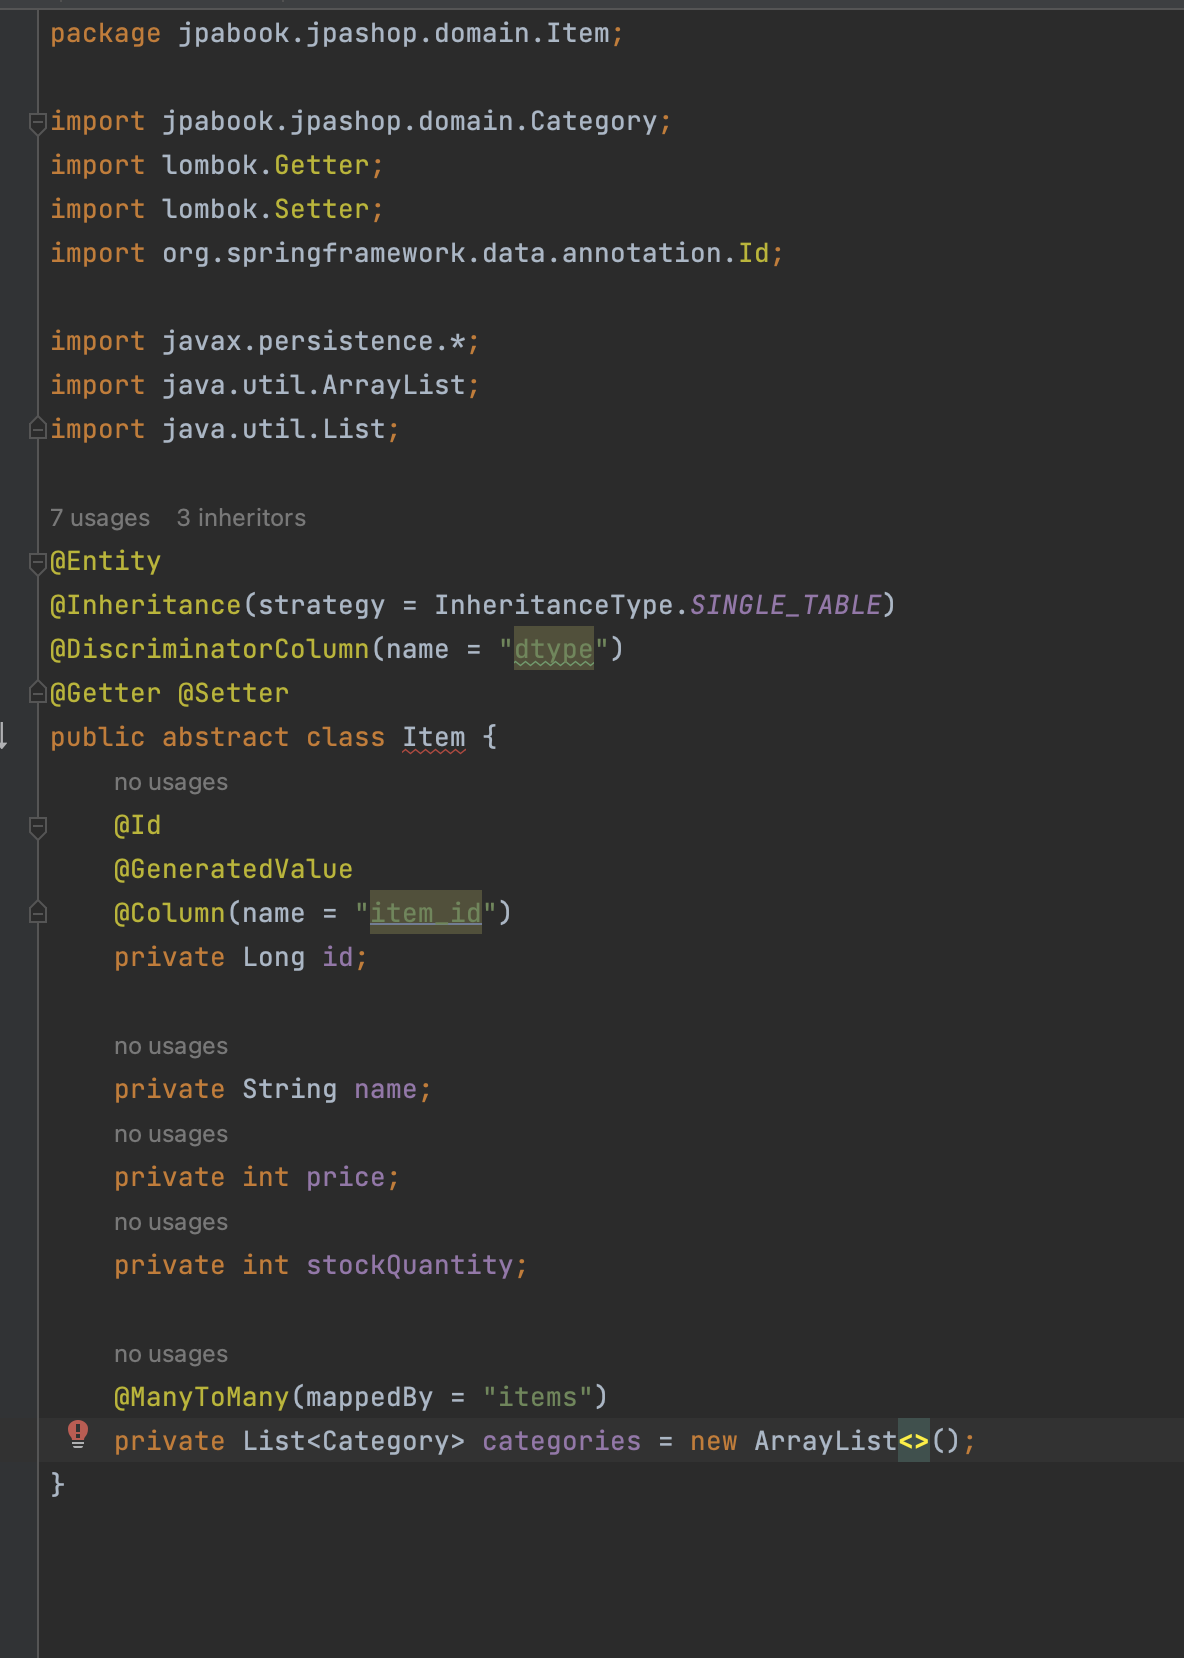 package jpabook.jpashop.domain.Item;
import jpabook.jpashop.domain.Category;
import lombok.Getter;
import lombok.Setter;
import org.springframework.data.annotation.Id;
import javax.persistence.*;
import java.util.ArrayList;
import java.util.List;
7 usages 3 inheritors
@Entity
@Inheritance(strategy = InheritanceType.SINGLE_TABLE)
@DiscriminatorColumn(name = "dtype")
@Getter @Setter
public abstract class Item {
no usages
@Id
@GeneratedValue
@Column(name = "item_id")
private Long id;
no usages
private String name;
no usages
private int price;
no usages
private int stockQuantity;
no usages
@ManyToMany(mappedBy = "items")
private List<Category> categories = new ArrayList<>();
}